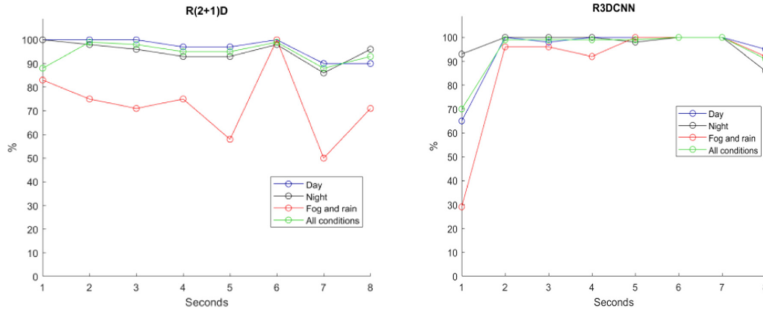 R(2+1)D
100
90
80
70
60
50
40
30
20
10
0
%
1 2 3 4 5 6 7 8
Seconds
Day
Night
Fog and rain
All conditions
R3DCNN
100
90
80
70
60
50
40
30
20
10
0
%
1 2 3 4 5 6 7
Seconds
Day
Night
Fog and rain
All conditions